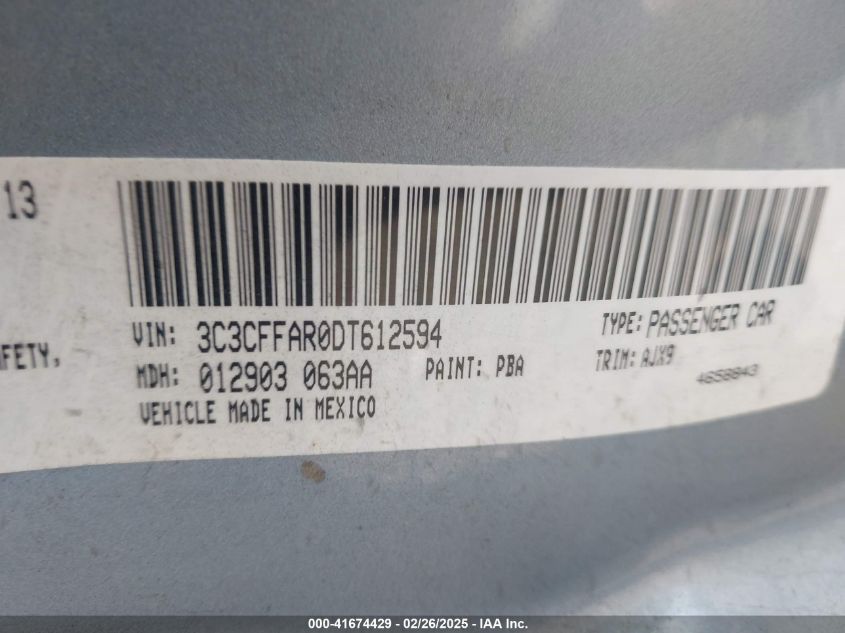 13
VIN: 3C3CFFAR0DT612594
TYPE: PASSENGER CAR
AFETY,
MDH: 012903 063AA
PAINT: PBA
TRIM: AJX9
4658843
VEHICLE MADE IN MEXICO
000-41674429 - 02/26/2025 - IAA Inc.